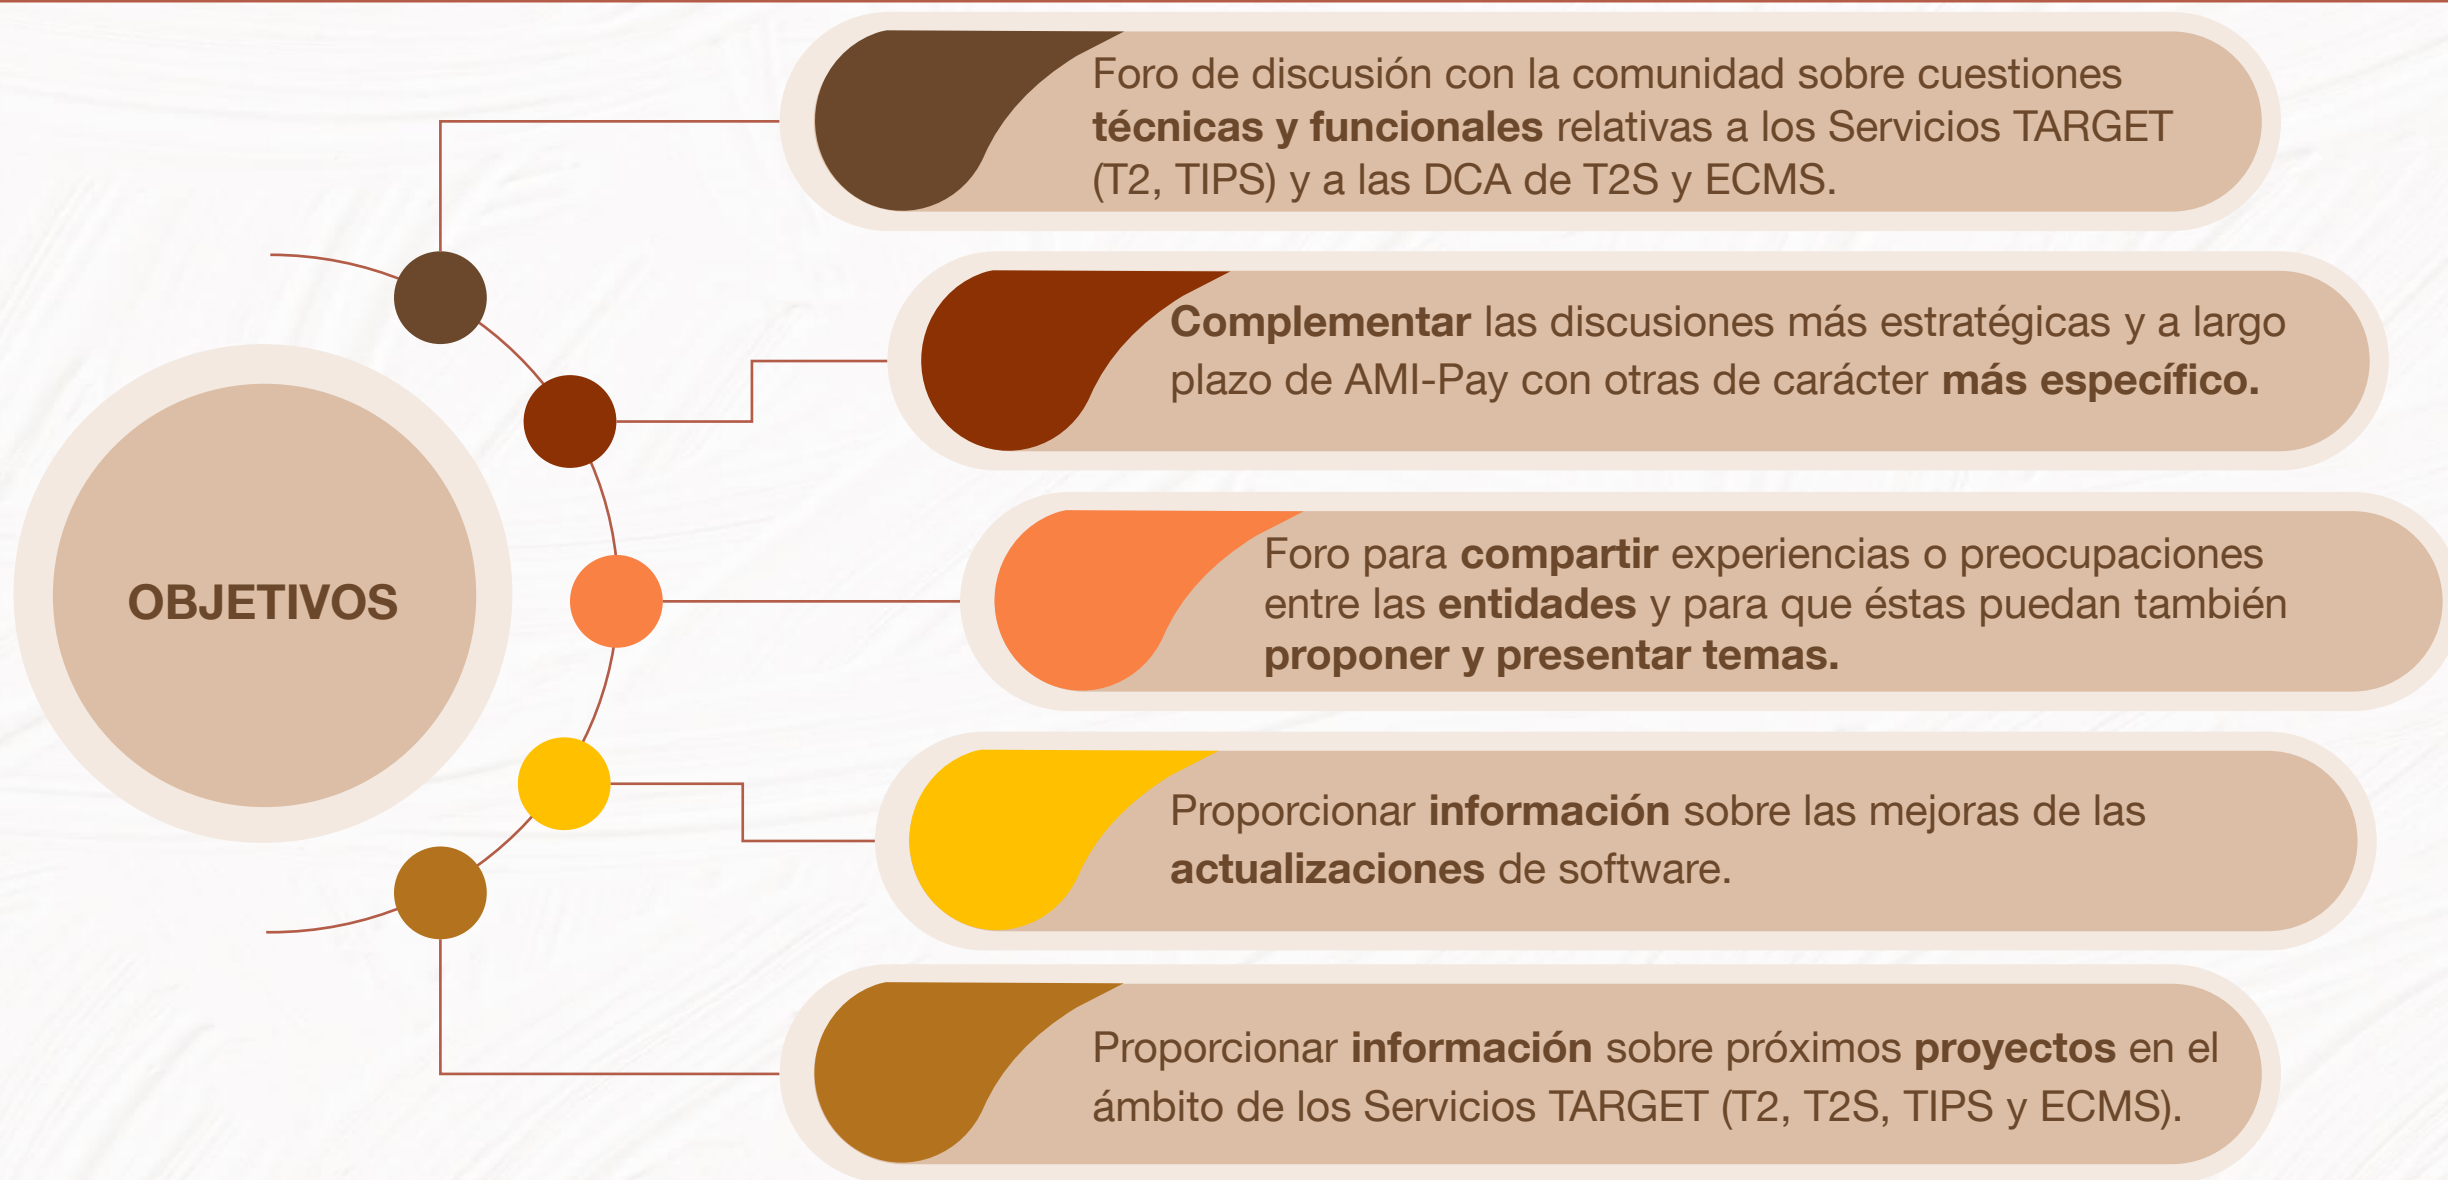 OBJETIVOS
Foro de discusión con la comunidad sobre cuestiones
técnicas y funcionales relativas a los Servicios TARGET
(T2, TIPS) y a las DCA de T2S y ECMS.
Complementar las discusiones más estratégicas y a largo
plazo de AMI-Pay con otras de carácter más específico.
Foro para compartir experiencias o preocupaciones
entre las entidades y para que éstas puedan también
proponer y presentar temas.
Proporcionar información sobre las mejoras de las
actualizaciones de software.
Proporcionar información sobre próximos proyectos en el
ámbito de los Servicios TARGET (T2, T2S, TIPS y ECMS).